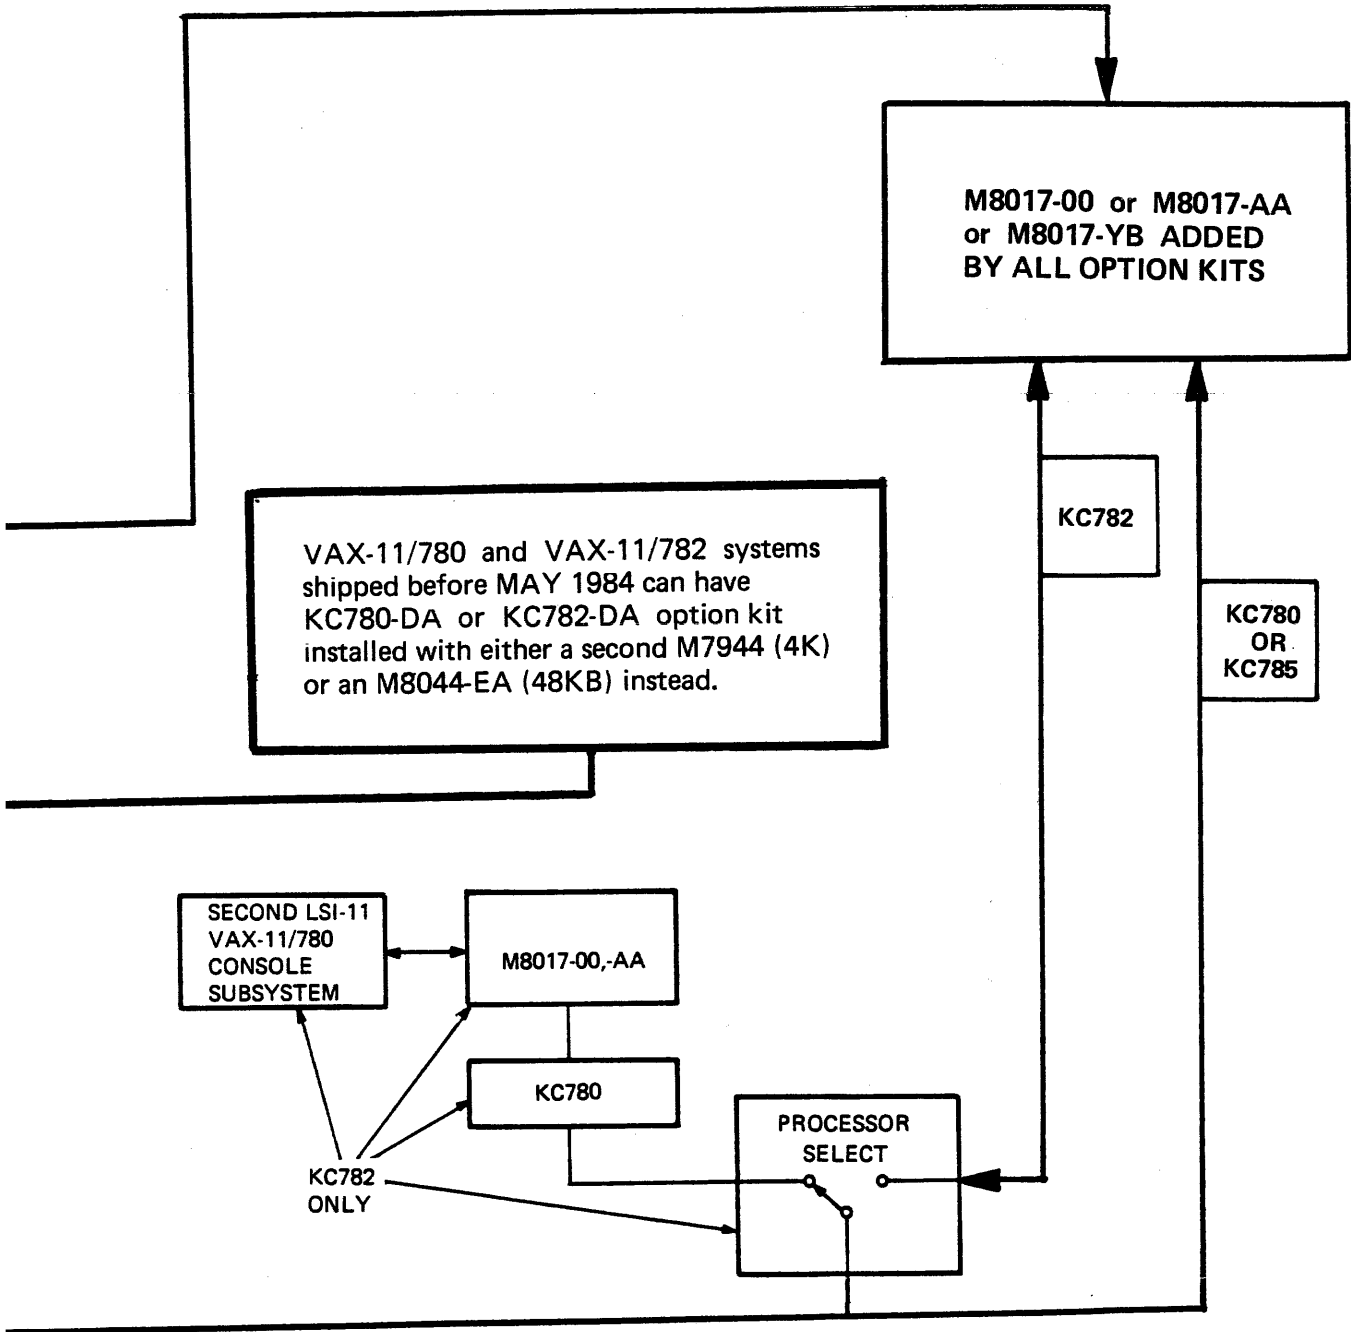 M8017-00 or M8017-AA
or M8017-YB ADDED
BY ALL OPTION KITS
KC782
VAX-11/780 and VAX-11/782 systems
shipped before MAY 1984 can have
KC780-DA or KC782-DA option kit
installed with either a second M7944 (4K)
or an M8044-EA (48KB) instead.
KC780
OR
KC785
SECOND LSI-11
VAX-11/780
CONSOLE
SUBSYSTEM
M8017-00,-AA
KC780
PROCESSOR
SELECT
KC782
ONLY